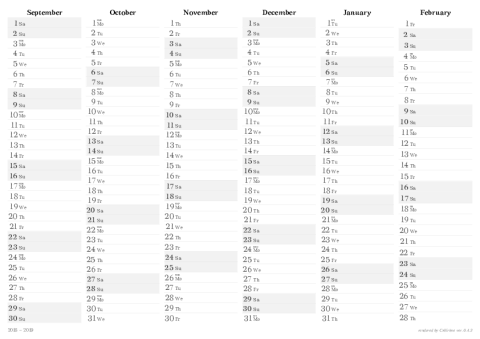 September
1 Sa
2 Su
3 Mo
4 Tu
5 We
6 Th
7 Fr
8 Sa
9 Su
10 Mo
11 Tu
12 We
13 Th
14 Fr
15 Sa
16 Su
17 Mo
18 Tu
19 We
20 Th
21 Fr
22 Sa
23 Su
24 Mo
25 Tu
26 We
27 Th
28 Fr
29 Sa
30 Su
October
1 Mo
2 Tu
3 We
4 Th
5 Fr
6 Sa
7 Su
8 Mo
9 Tu
10 We
11 Th
12 Fr
13 Sa
14 Su
15 Mo
16 Tu
17 We
18 Th
19 Fr
20 Sa
21 Su
22 Mo
23 Tu
24 We
25 Th
26 Fr
27 Sa
28 Su
29 Mo
30 Tu
31 We
November
1 Th
2 Fr
3 Sa
4 Su
5 Mo
6 Tu
7 We
8 Th
9 Fr
10 Sa
11 Su
12 Mo
13 Tu
14 We
15 Th
16 Fr
17 Sa
18 Su
19 Mo
20 Tu
21 We
22 Th
23 Fr
24 Sa
25 Su
26 Mo
27 Tu
28 We
29 Th
30 Fr
December
1 Sa
2 Su
3 Mo
4 Tu
5 We
6 Th
7 Fr
8 Sa
9 Su
10 Mo
11 Tu
12 We
13 Th
14 Fr
15 Sa
16 Su
17 Mo
18 Tu
19 We
20 Th
21 Fr
22 Sa
23 Su
24 Mo
25 Tu
26 We
27 Th
28 Fr
29 Sa
30 Su
31 Mo
January
1 Tu
2 We
3 Th
4 Fr
5 Sa
6 Su
7 Mo
8 Tu
9 We
10 Th
11 Fr
12 Sa
13 Su
14 Mo
15 Tu
16 We
17 Th
18 Fr
19 Sa
20 Su
21 Mo
22 Tu
23 We
24 Th
25 Fr
26 Sa
27 Su
28 Mo
29 Tu
30 We
31 Th
February
1 Fr
2 Sa
3 Su
4 Mo
5 Tu
6 We
7 Th
8 Fr
9 Sa
10 Su
11 Mo
12 Tu
13 We
14 Th
15 Fr
16 Sa
17 Su
18 Mo
19 Tu
20 We
21 Th
22 Fr
23 Sa
24 Su
25 Mo
26 Tu
27 We
28 Th
2018 – 2019